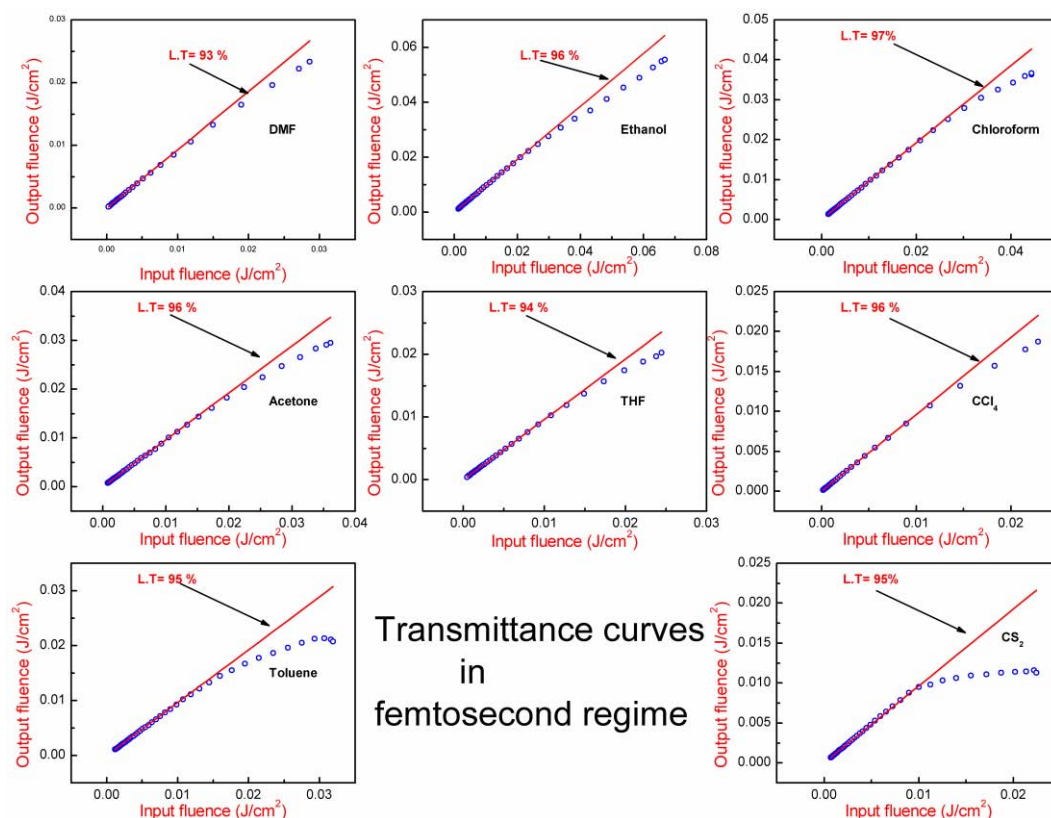 0.03
0.02
0.01
0.01
0.00
0.00
0.01
0.02
0.03
Output fluence (J/cm²)
Input fluence (J/cm²)
L.T= 93 %
DMF
0.06
0.04
0.02
0.00
0.00
0.02
0.04
0.06
0.08
Output fluence (J/cm²)
Input fluence (J/cm²)
L.T= 96 %
Ethanol
0.05
0.04
0.03
0.02
0.01
0.00
0.00
0.01
0.02
0.03
0.04
Output fluence (J/cm²)
Input fluence (J/cm²)
L.T= 97%
Chloroform
0.04
0.03
0.02
0.01
0.00
0.00
0.01
0.02
0.03
0.04
Output fluence (J/cm²)
Input fluence (J/cm²)
L.T= 96 %
Acetone
0.03
0.02
0.01
0.00
0.00
0.01
0.02
0.03
Output fluence (J/cm²)
Input fluence (J/cm²)
L.T= 94 %
THF
0.025
0.020
0.015
0.010
0.005
0.000
0.00
0.01
0.02
Output fluence (J/cm²)
Input fluence (J/cm²)
L.T= 96 %
CCl₄
0.03
0.02
0.01
0.00
0.00
0.01
0.02
0.03
Output fluence (J/cm²)
Input fluence (J/cm²)
L.T= 95 %
Toluene
Transmittance curves
in
femtosecond regime
0.025
0.020
0.015
0.010
0.005
0.000
0.00
0.01
0.02
Output fluence (J/cm²)
Input fluence (J/cm²)
L.T= 95%
CS₂